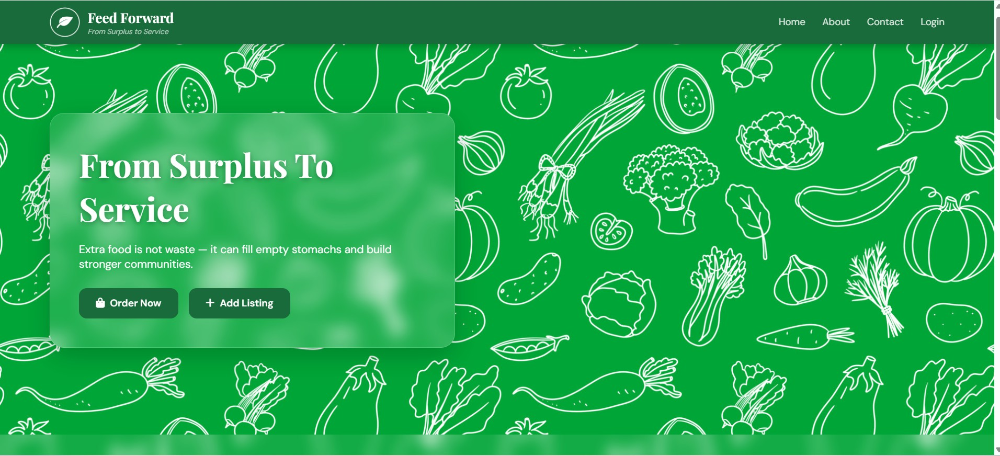 Feed Forward
From Surplus to Service
Home About Contact Login
From Surplus To
Service
Extra food is not waste — it can fill empty stomachs and build
stronger communities.
Order Now
Add Listing